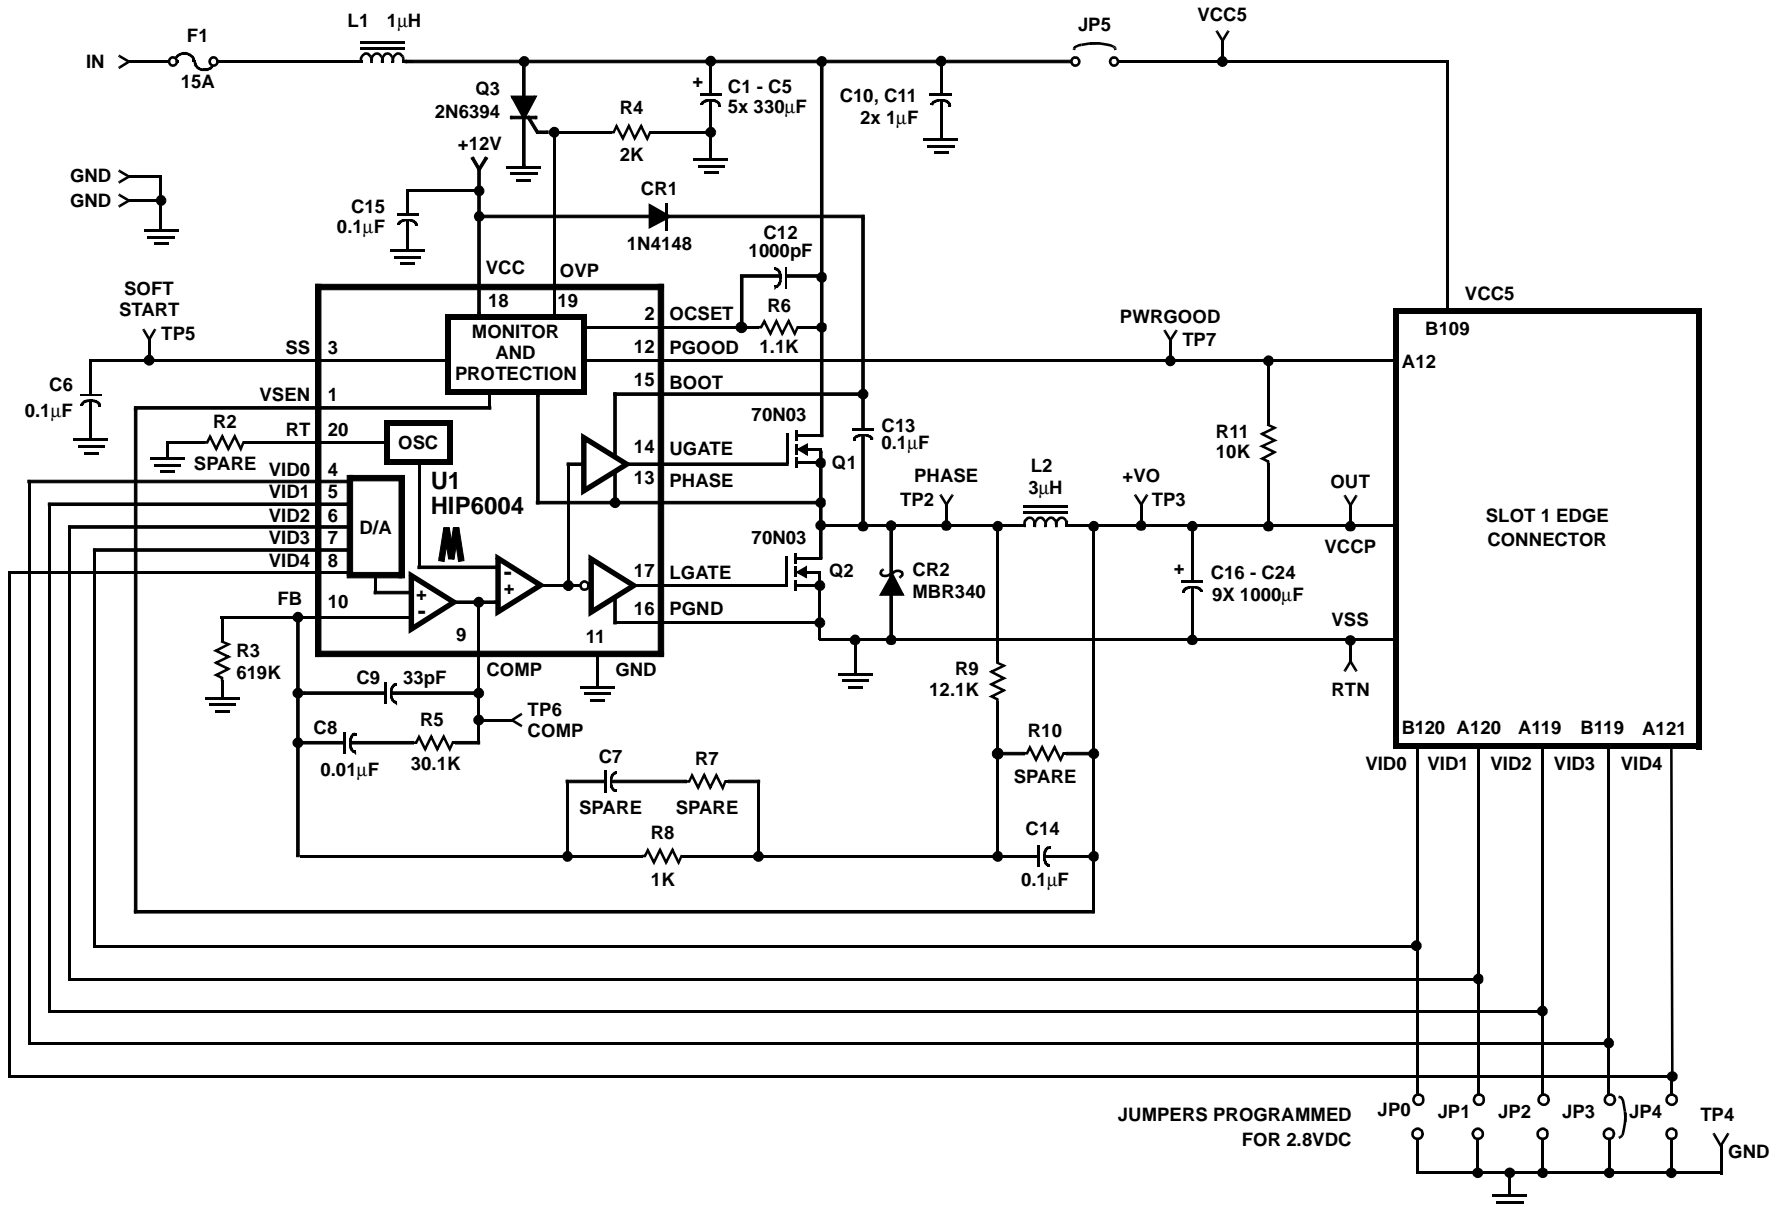 L1 1μH
F1
IN
15A
JP5
VCC5
Q3
2N6394
R4
2K
C1 - C5
5x 330μF
C10, C11
2x 1μF
+12V
GND
GND
C15
0.1μF
CR1
1N4148
C12
1000pF
VCC
OVP
SOFT
START
TP5
18
19
2
OCSET
R6
1.1K
MONITOR
AND
PROTECTION
SS
3
12
PGOOD
PWRGOOD
TP7
VCC5
B109
A12
C6
0.1μF
VSEN
1
15
BOOT
R2
SPARE
RT
20
OSC
14
UGATE
70N03
Q1
C13
0.1μF
R11
10K
13
PHASE
VID0
4
VID1
5
VID2
6
VID3
7
VID4
8
D/A
U1
HIP6004
PHASE
TP2
L2
3μH
+VO
TP3
OUT
VCCP
SLOT 1 EDGE
CONNECTOR
70N03
Q2
17
LGATE
CR2
MBR340
C16 - C24
9X 1000μF
FB
10
+
-
-
+
9
11
16
PGND
VSS
RTN
R3
619K
COMP
GND
C9
33pF
R9
12.1K
TP6
COMP
C8
0.01μF
R5
30.1K
R10
SPARE
C7
SPARE
R7
SPARE
R8
1K
C14
0.1μF
B120 A120 A119 B119 A121
VID0 VID1 VID2 VID3 VID4
JUMPERS PROGRAMMED
FOR 2.8VDC
JP0 JP1 JP2 JP3 JP4
TP4
GND
+
+